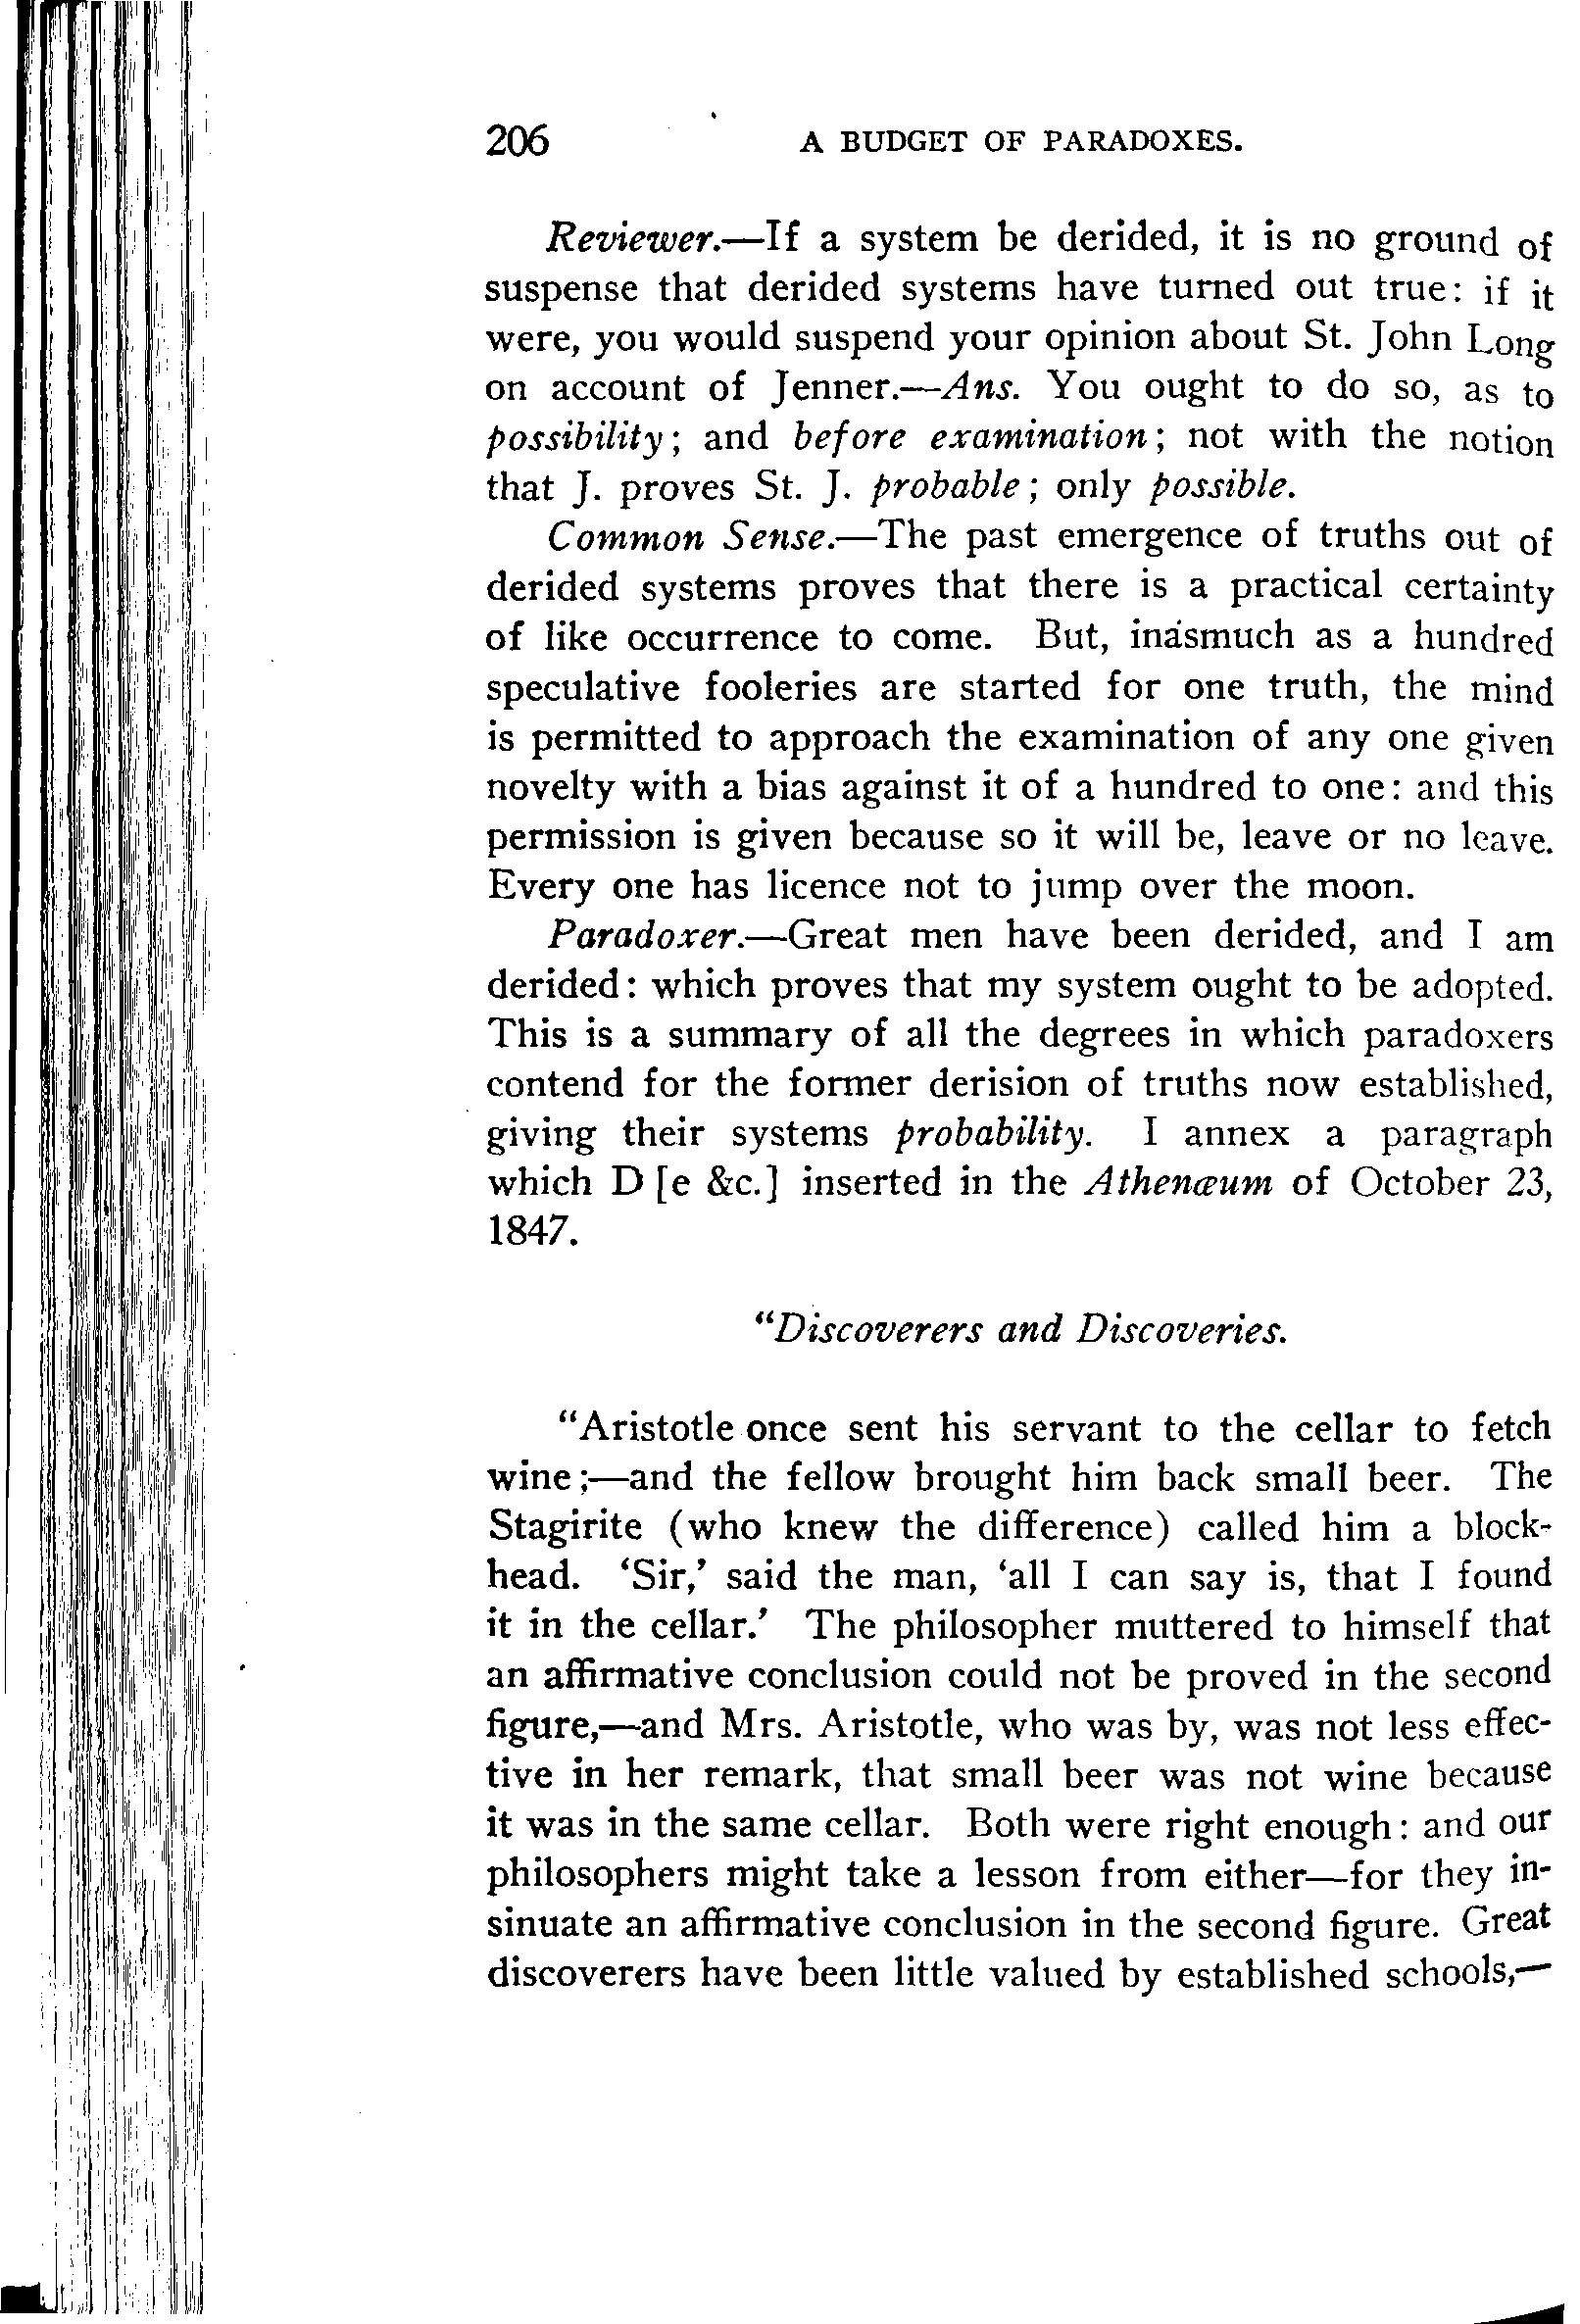 206 A BUDGET OF PARADOXES.
Reviewer.—If a system be derided, it is no ground of
suspense that derided systems have turned out true: if it
were, you would suspend your opinion about St. John Long
on account of Jenner.—Ans. You ought to do so, as to
possibility; and before examination; not with the notion
that J. proves St. J. probable; only possible.
Common Sense.—The past emergence of truths out of
derided systems proves that there is a practical certainty
of like occurrence to come. But, inasmuch as a hundred
speculative fooleries are started for one truth, the mind
is permitted to approach the examination of any one given
novelty with a bias against it of a hundred to one: and this
permission is given because so it will be, leave or no leave.
Every one has licence not to jump over the moon.
Paradoxer.—Great men have been derided, and I am
derided: which proves that my system ought to be adopted.
This is a summary of all the degrees in which paradoxers
contend for the former derision of truths now established,
giving their systems probability. I annex a paragraph
which D [e &c.] inserted in the Athenæum of October 23,
1847.
“Discoverers and Discoveries.
“Aristotle once sent his servant to the cellar to fetch
wine;—and the fellow brought him back small beer. The
Stagirite (who knew the difference) called him a block-
head. ‘Sir,’ said the man, ‘all I can say is, that I found
it in the cellar.’ The philosopher muttered to himself that
an affirmative conclusion could not be proved in the second
figure,—and Mrs. Aristotle, who was by, was not less effec-
tive in her remark, that small beer was not wine because
it was in the same cellar. Both were right enough: and our
philosophers might take a lesson from either—for they in-
sinuate an affirmative conclusion in the second figure. Great
discoverers have been little valued by established schools,—